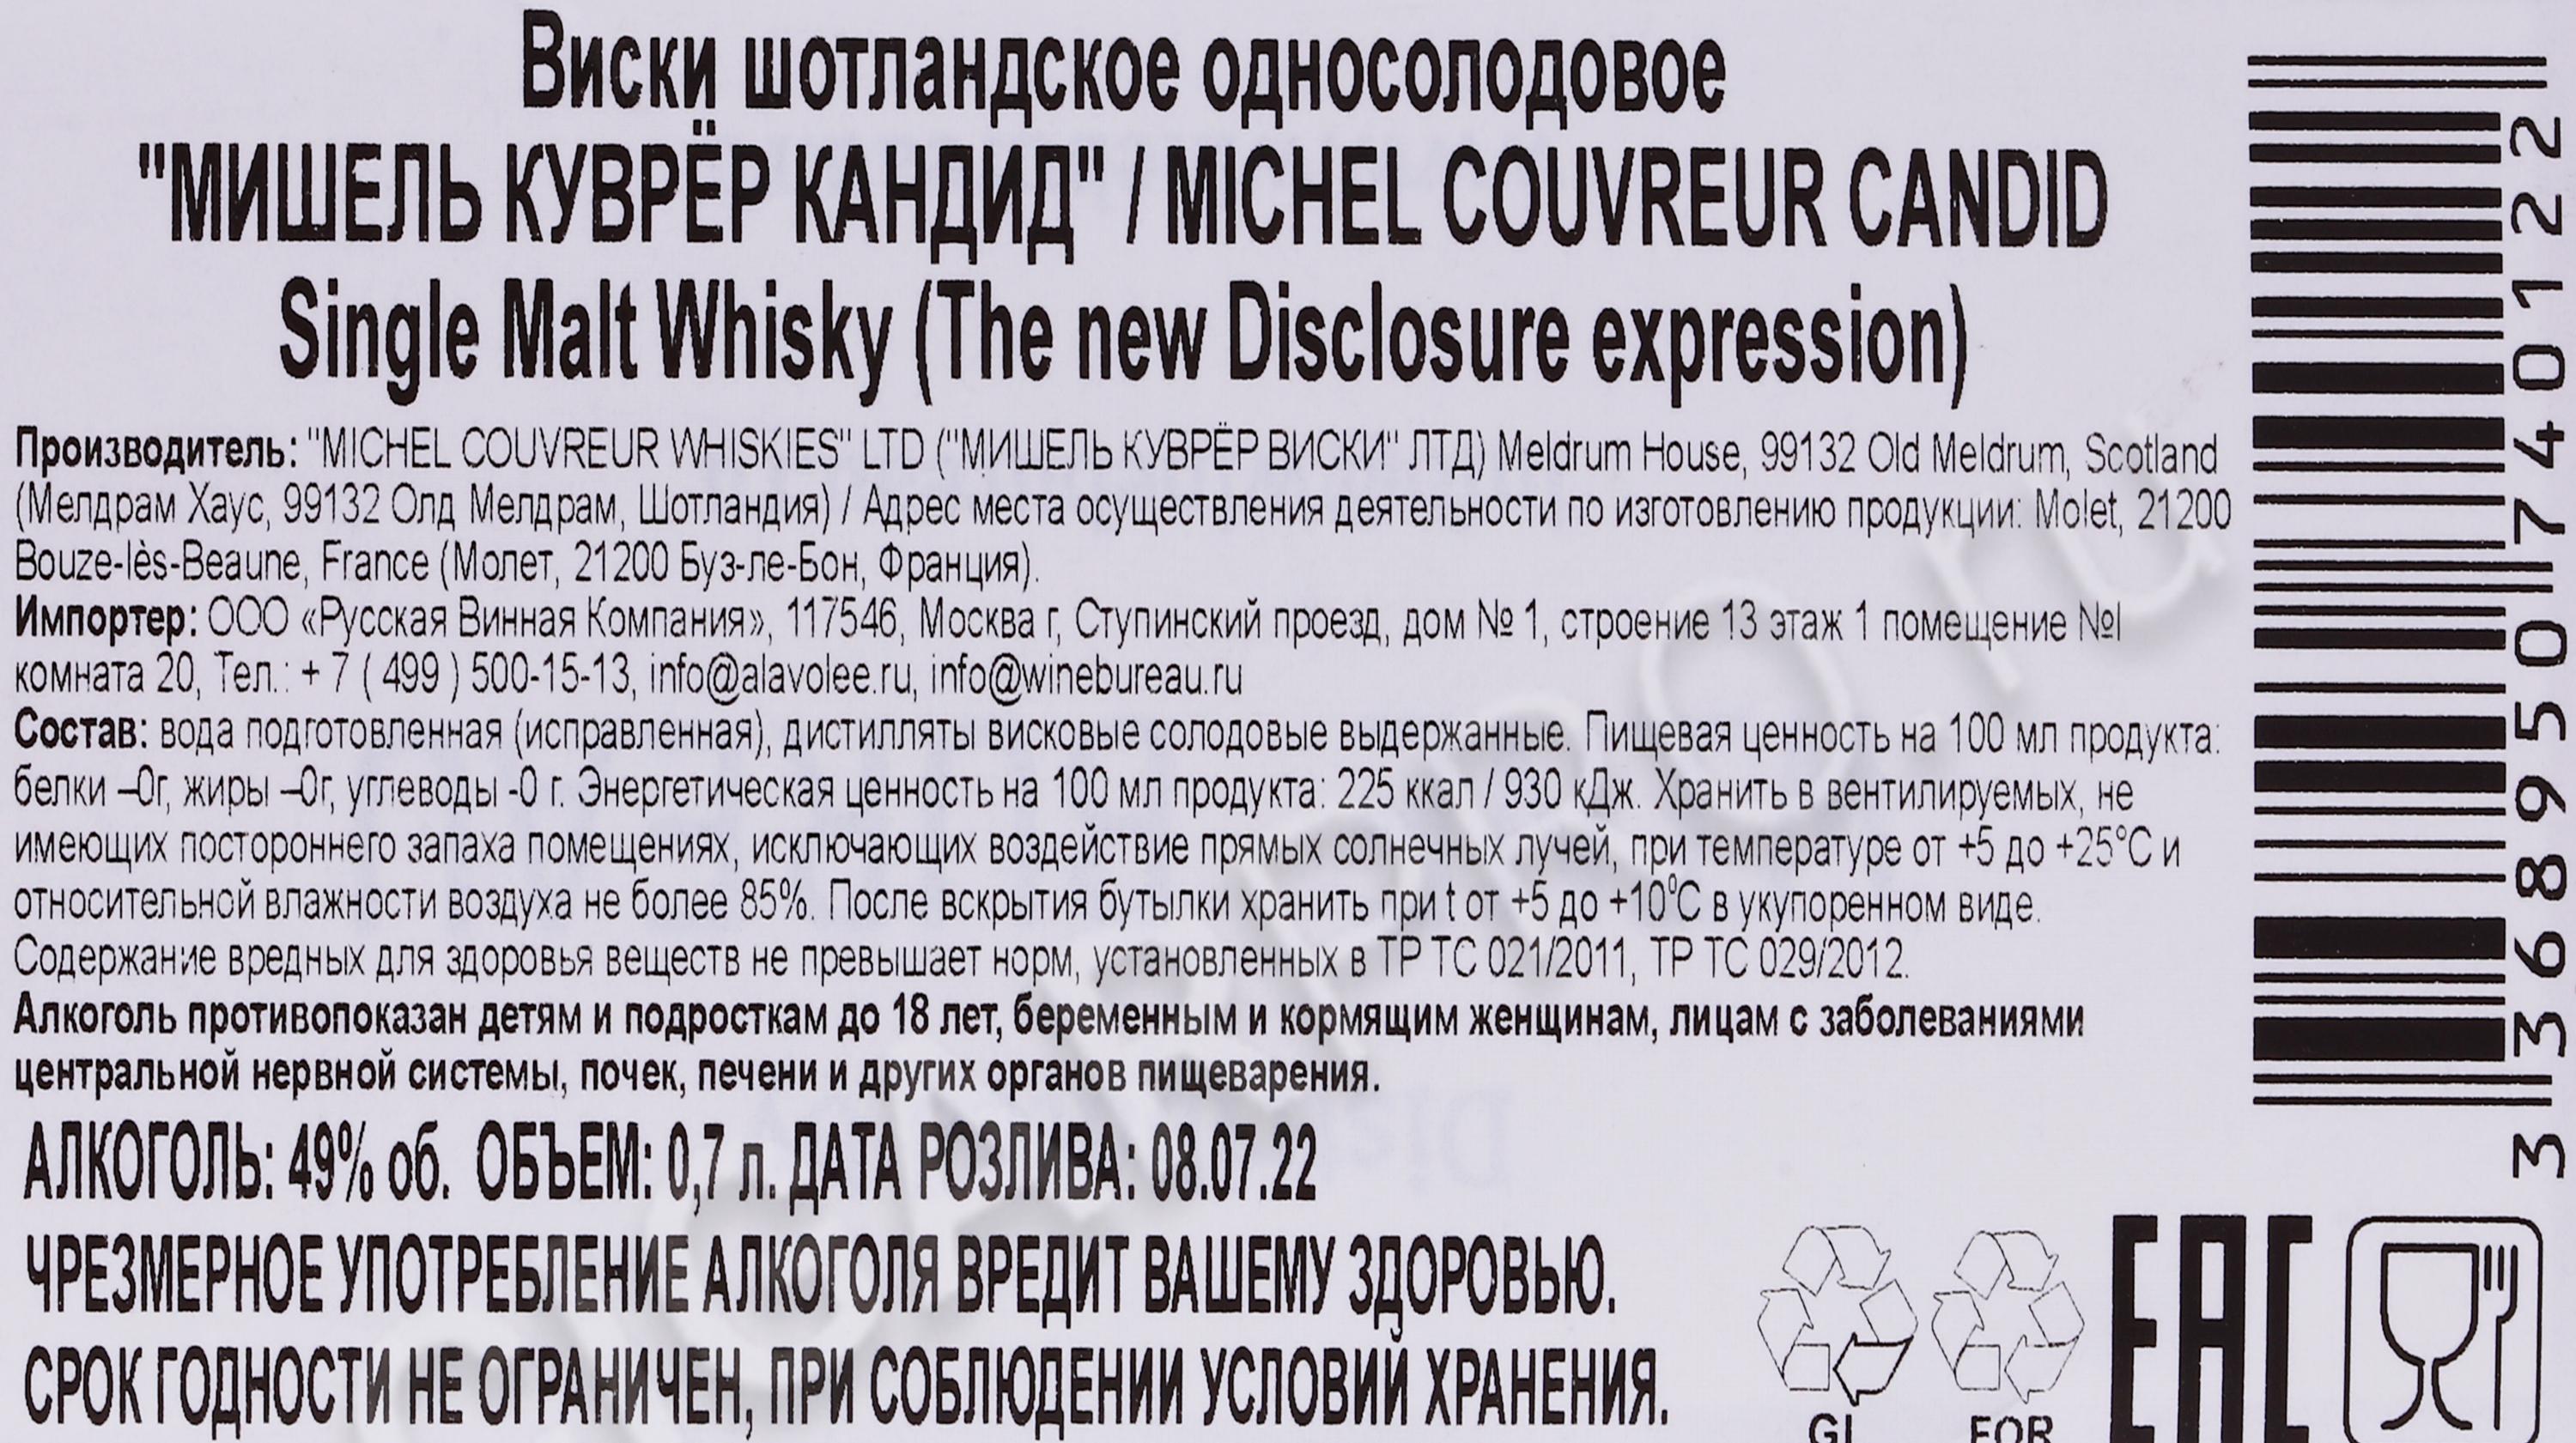 Виски шотландское односолодовое
"МИШЕЛЬ КУВРЁР КАНДИД" / MICHEL COUVREUR CANDID
Single Malt Whisky (The new Disclosure expression)
Производитель: "MICHEL COUVREUR WHISKIES" LTD ("МИШЕЛЬ КУВРЁР ВИСКИ" ЛТД) Meldrum House, 99132 Old Meldrum, Scotland
(Мелдрам Хаус, 99132 Олд Мелдрам, Шотландия) / Адрес места осуществления деятельности по изготовлению продукции: Molet, 21200
Bouze-lès-Beaune, France (Молет, 21200 Буз-ле-Бон, Франция).
Импортер: ООО «Русская Винная Компания», 117546, Москва г, Ступинский проезд, дом № 1, строение 13 этаж 1 помещение №I
комната 20, Тел.: + 7 ( 499 ) 500-15-13, info@alavolee.ru, info@winebureau.ru
Состав: вода подготовленная (исправленная), дистилляты висковые солодовые выдержанные. Пищевая ценность на 100 мл продукта:
белки –0г, жиры –0г, углеводы -0 г. Энергетическая ценность на 100 мл продукта: 225 ккал / 930 кДж. Хранить в вентилируемых, не
имеющих постороннего запаха помещениях, исключающих воздействие прямых солнечных лучей, при температуре от +5 до +25°С и
относительной влажности воздуха не более 85%. После вскрытия бутылки хранить при t от +5 до +10°С в укупоренном виде.
Содержание вредных для здоровья веществ не превышает норм, установленных в ТР ТС 021/2011, ТР ТС 029/2012.
Алкоголь противопоказан детям и подросткам до 18 лет, беременным и кормящим женщинам, лицам с заболеваниями
центральной нервной системы, почек, печени и других органов пищеварения.
АЛКОГОЛЬ: 49% об. ОБЪЕМ: 0,7 л. ДАТА РОЗЛИВА: 08.07.22
ЧРЕЗМЕРНОЕ УПОТРЕБЛЕНИЕ АЛКОГОЛЯ ВРЕДИТ ВАШЕМУ ЗДОРОВЬЮ.
СРОК ГОДНОСТИ НЕ ОГРАНИЧЕН, ПРИ СОБЛЮДЕНИИ УСЛОВИЙ ХРАНЕНИЯ.
3 368950 740122
GL FOR
EAC